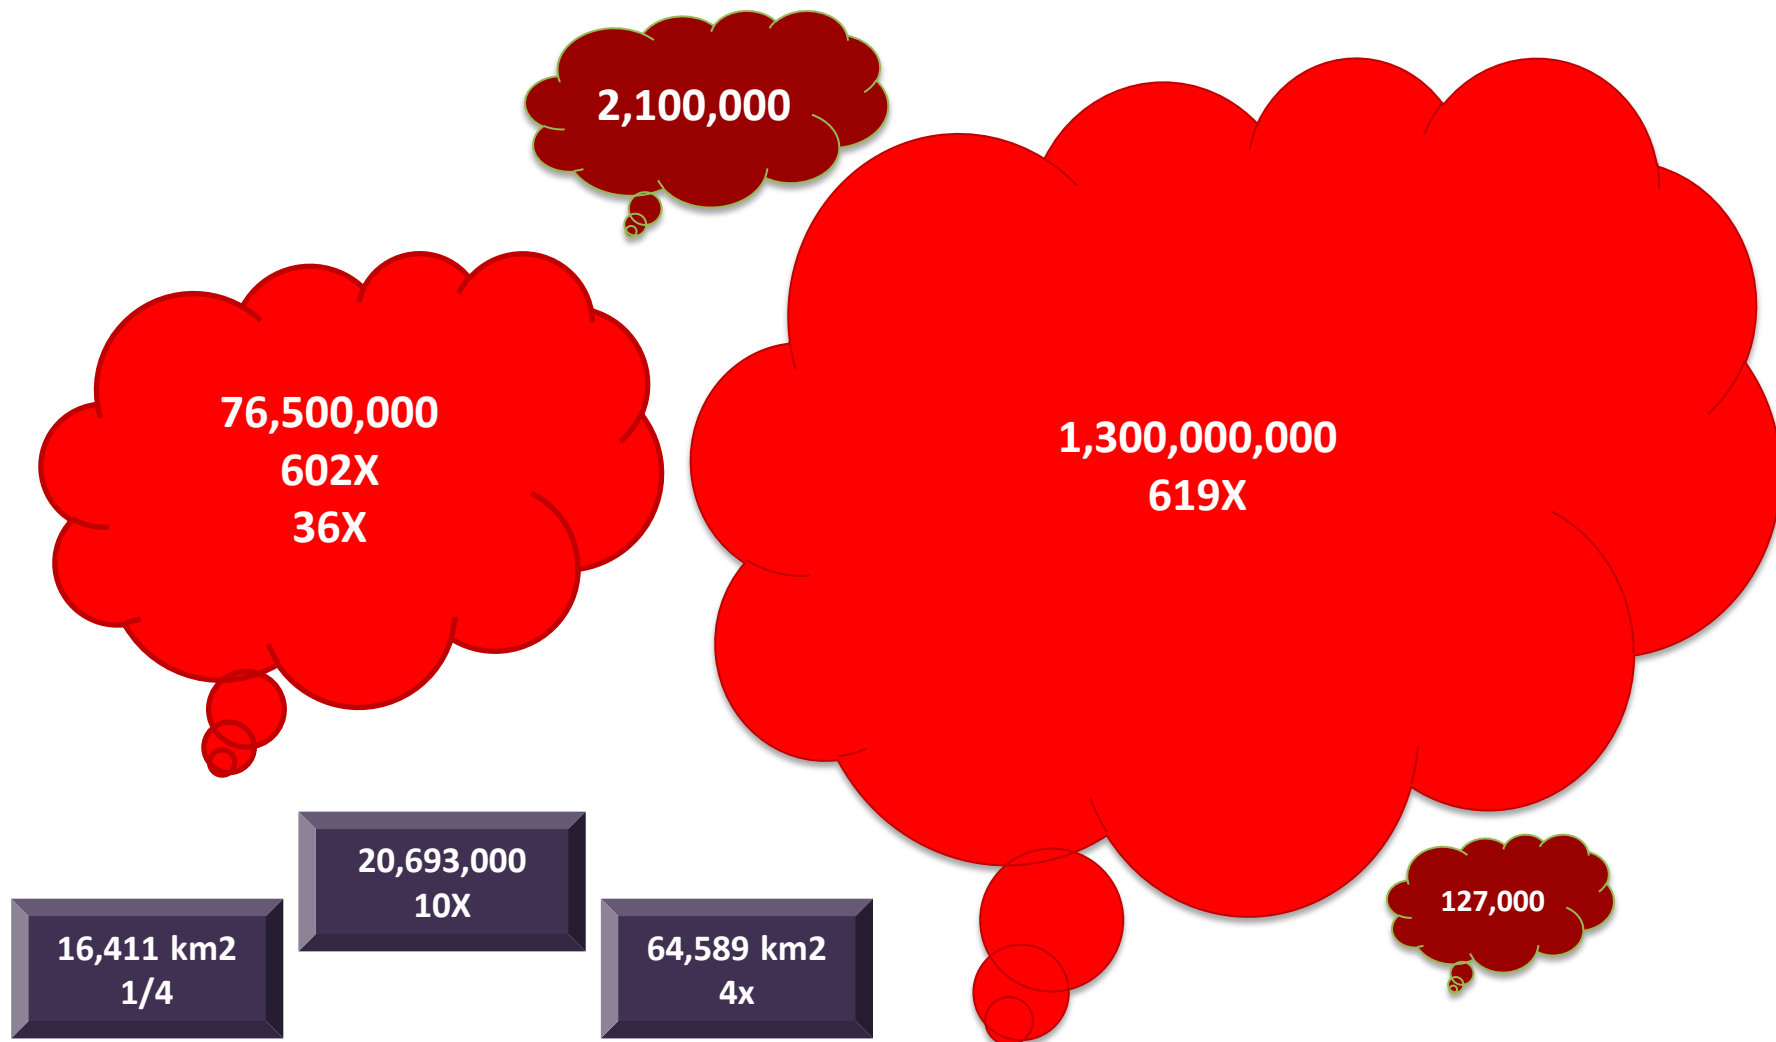 2,100,000
76,500,000
602X
36X
1,300,000,000
619X
20,693,000
10X
16,411 km2
1/4
64,589 km2
4x
127,000